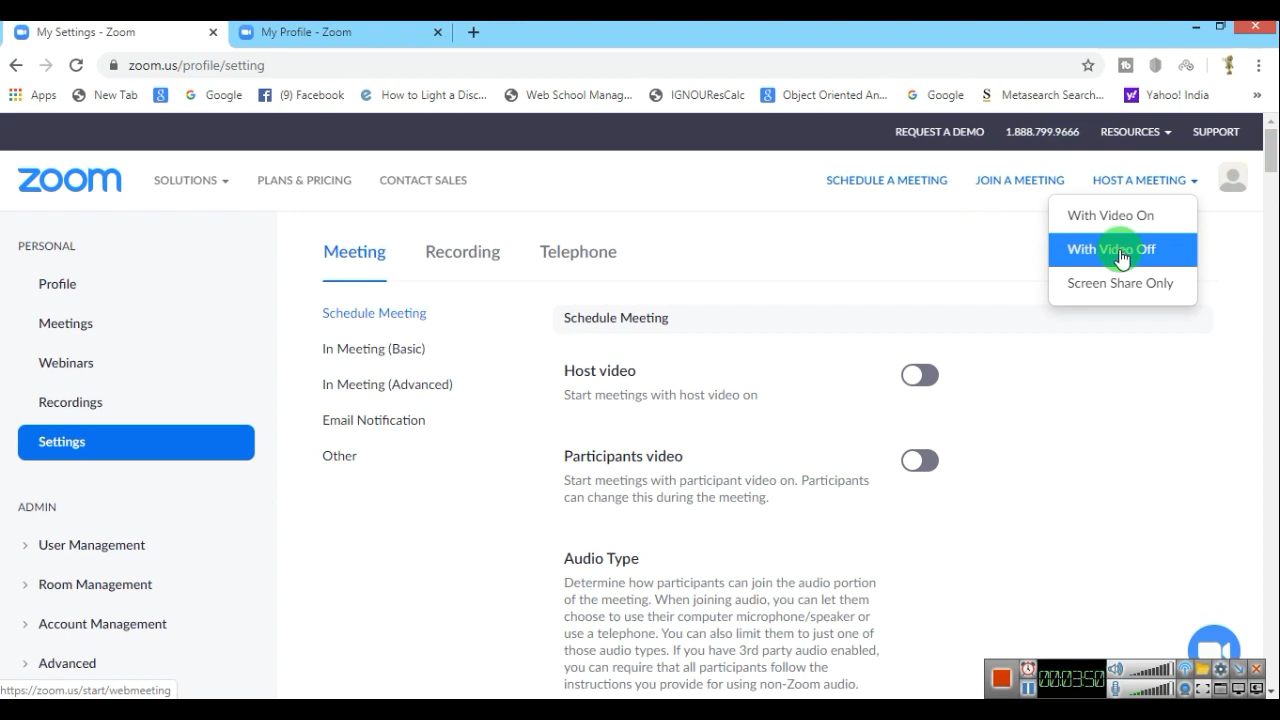 My Settings - Zoom
My Profile - Zoom
zoom.us/profile/setting
Apps
New Tab
Google
(9) Facebook
How to Light a Disc...
Web School Manag...
IGNOUResCalc
Object Oriented An...
Google
Metasearch Search...
Yahoo! India
»
REQUEST A DEMO
1.888.799.9666
RESOURCES
SUPPORT
zoom
SOLUTIONS
PLANS & PRICING
CONTACT SALES
SCHEDULE A MEETING
JOIN A MEETING
HOST A MEETING
With Video On
With Video Off
Screen Share Only
PERSONAL
Profile
Meetings
Webinars
Recordings
Settings
ADMIN
User Management
Room Management
Account Management
Advanced
https://zoom.us/start/webmeeting
Meeting
Recording
Telephone
Schedule Meeting
In Meeting (Basic)
In Meeting (Advanced)
Email Notification
Other
Schedule Meeting
Host video
Start meetings with host video on
Participants video
Start meetings with participant video on. Participants
can change this during the meeting.
Audio Type
Determine how participants can join the audio portion
of the meeting. When joining audio, you can let them
choose to use their computer microphone/speaker or
use a telephone. You can also limit them to just one of
those audio types. If you have 3rd party audio enabled,
you can require that all participants follow the
instructions you provide for using non-Zoom audio.
00:03:50